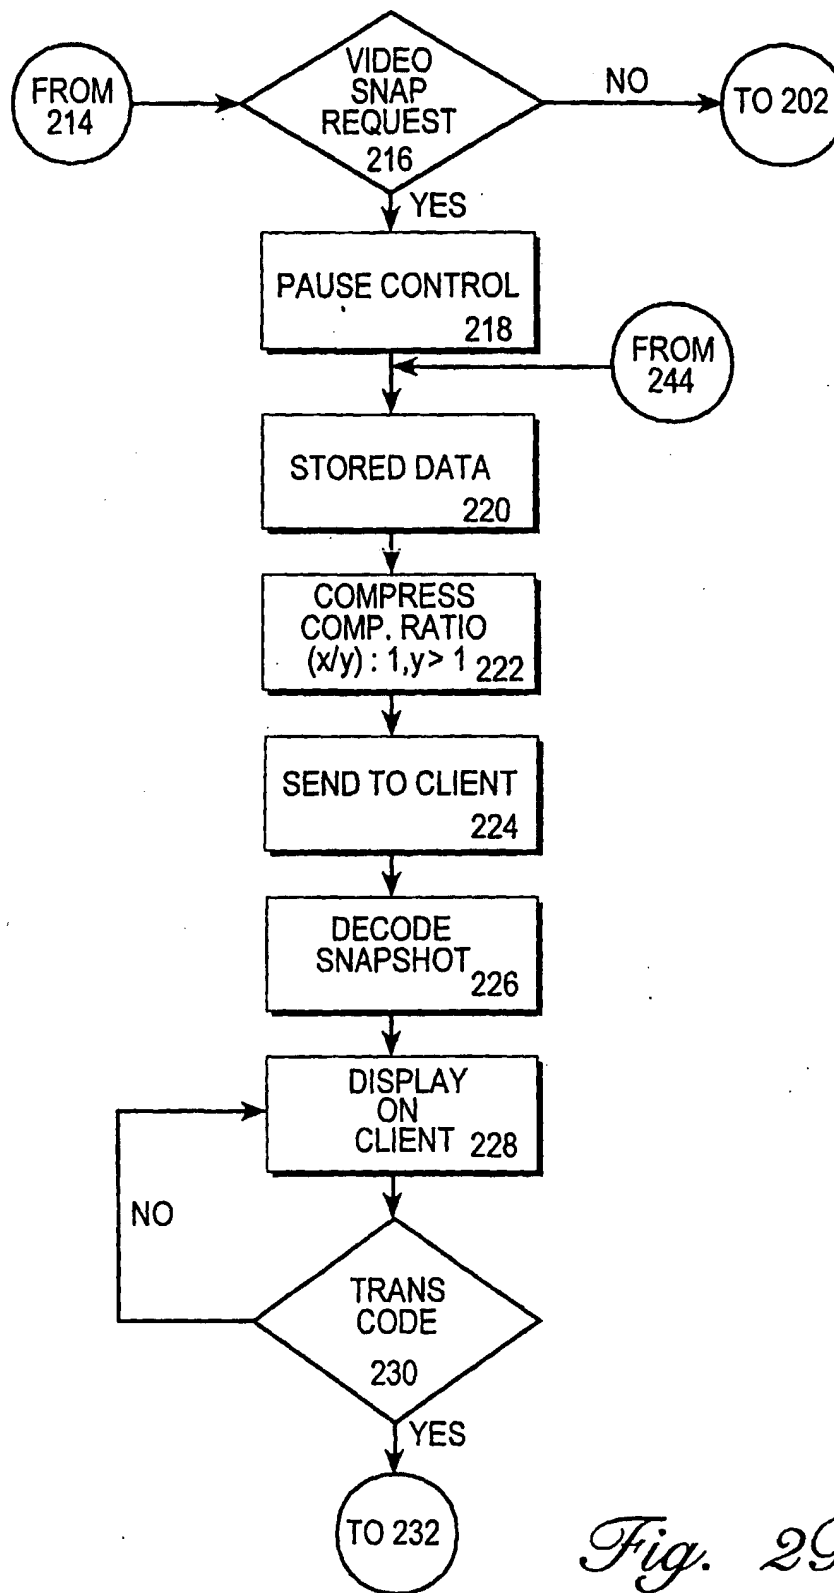 FROM
214
VIDEO
SNAP
REQUEST
216
NO
TO 202
YES
PAUSE CONTROL
218
FROM
244
STORED DATA
220
COMPRESS
COMP. RATIO
(x/y) : 1,y> 1 222
SEND TO CLIENT
224
DECODE
SNAPSHOT
226
DISPLAY
ON
CLIENT 228
NO
TRANS
CODE
230
YES
TO 232
Fig.